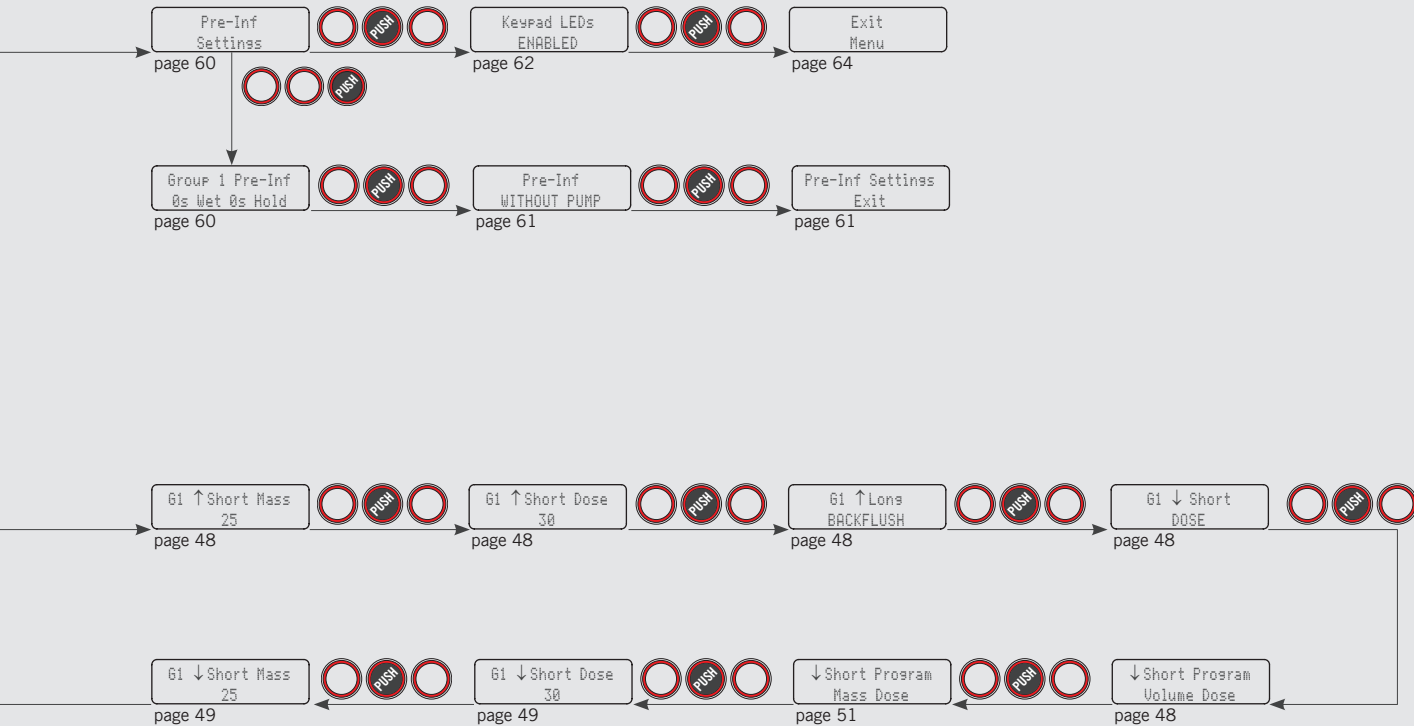 Pre-Inf
Settings
PUSH
Keypad LEDs
ENABLED
PUSH
Exit
Menu
page 60
page 62
page 64
PUSH
Group 1 Pre-Inf
0s Wet 0s Hold
PUSH
Pre-Inf
WITHOUT PUMP
PUSH
Pre-Inf Settings
Exit
page 60
page 61
page 61
G1 ↑Short Mass
25
PUSH
G1 ↑Short Dose
30
PUSH
G1 ↑Long
BACKFLUSH
PUSH
G1 ↓ Short
DOSE
PUSH
page 48
page 48
page 48
page 48
G1 ↓Short Mass
25
PUSH
G1 ↓Short Dose
30
PUSH
↓Short Program
Mass Dose
PUSH
↓Short Program
Volume Dose
page 49
page 49
page 51
page 48